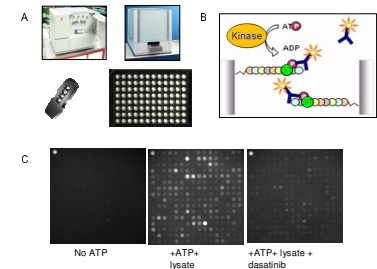 A
B
Kinase
ATP
ADP
P
P
C
No ATP
+ATP+
lysate
+ATP+ lysate +
dasatinib